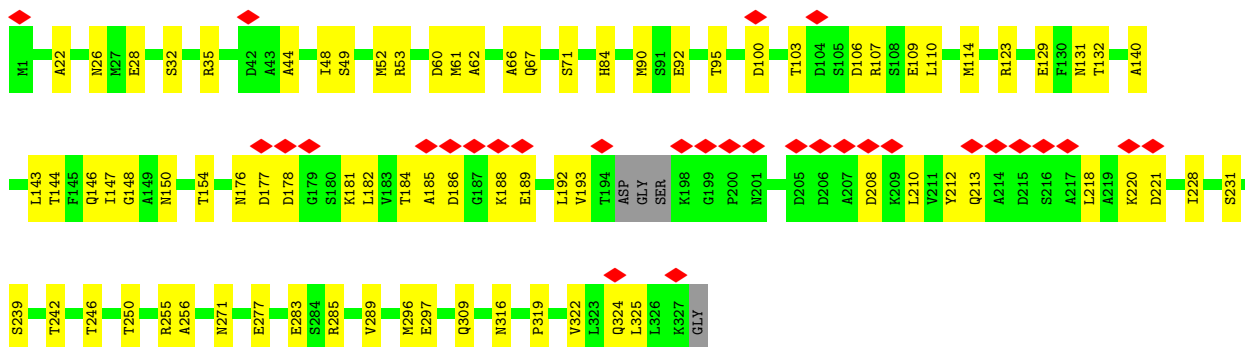 M1 A22 N26 M27 E28 S32 R35 D42 A43 A44 I48 S49 M52 R53 D60 M61 A62 A66 Q67 S71 H84 M90 S91 E92 T95 D100 T103 D104 S105 D106 R107 S108 E109 L110 M114 R123 E129 F130 N131 T132 A140
L143 T144 F145 Q146 I147 G148 A149 N150 T154 N176 D177 D178 G179 S180 K181 L182 V183 T184 A185 D186 G187 K188 E189 L192 V193 T194 ASP GLY SER K198 G199 P200 N201 D205 D206 A207 D208 K209 L210 V211 Y212 Q213 A214 D215 S216 A217 L218 A219 K220 D221 I228 S231
S239 T242 T246 T250 R255 A256 N271 E277 E283 S284 R285 V289 M296 E297 Q309 N316 P319 V322 L323 Q324 L325 L326 K327 GLY